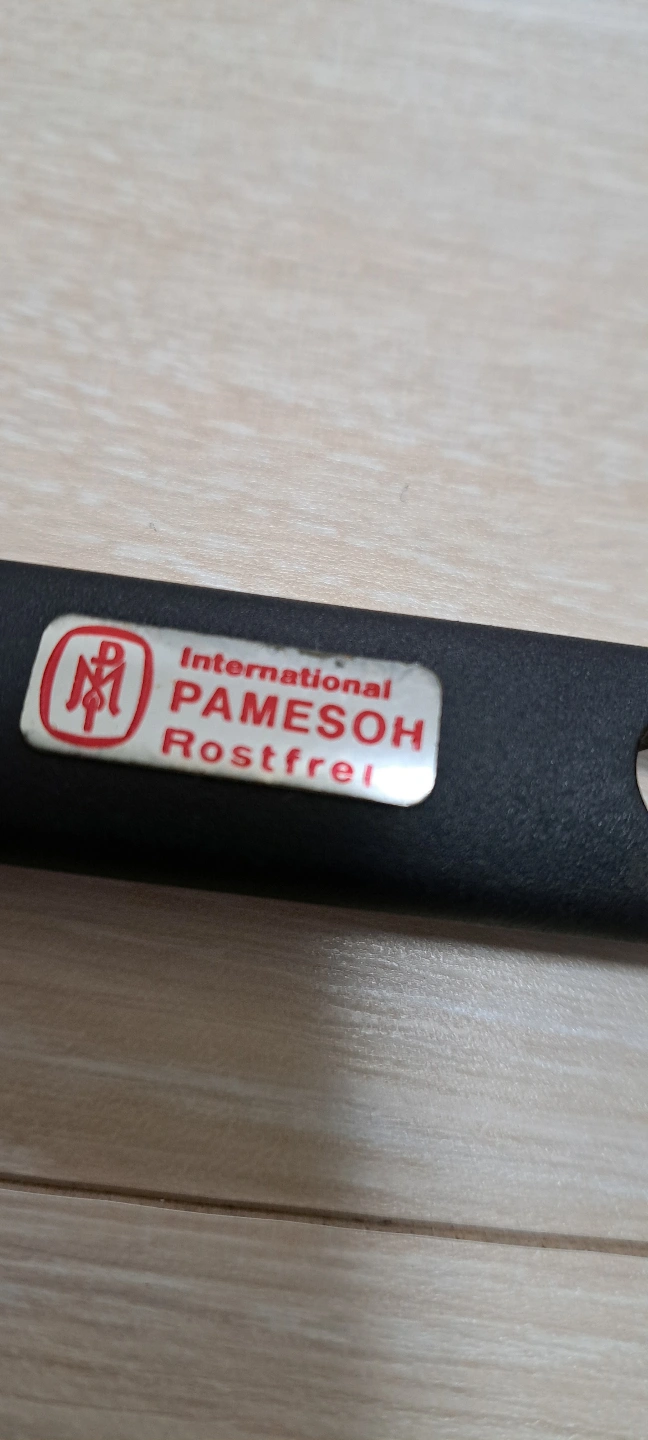 International
PAMESOH
Rostfrei